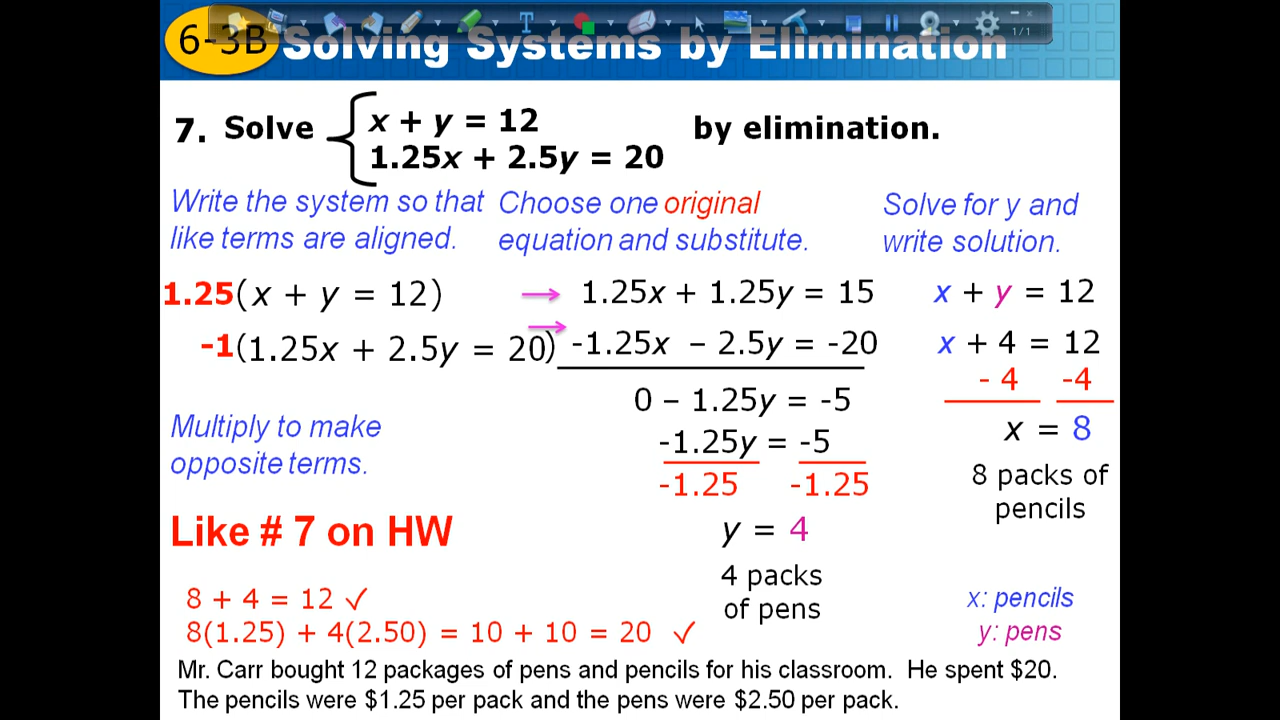 6-3B Solving Systems by Elimination
1/1
7. Solve { x + y = 12
1.25x + 2.5y = 20
by elimination.
Write the system so that
like terms are aligned.
Choose one original
equation and substitute.
Solve for y and
write solution.
1.25(x + y = 12)
-1(1.25x + 2.5y = 20)
→ 1.25x + 1.25y = 15
→ -1.25x – 2.5y = -20
0 – 1.25y = -5
-1.25y = -5
-1.25 -1.25
y = 4
4 packs
of pens
x + y = 12
x + 4 = 12
- 4 -4
x = 8
8 packs of
pencils
Multiply to make
opposite terms.
Like # 7 on HW
8 + 4 = 12 ✓
8(1.25) + 4(2.50) = 10 + 10 = 20 ✓
x: pencils
y: pens
Mr. Carr bought 12 packages of pens and pencils for his classroom. He spent $20.
The pencils were $1.25 per pack and the pens were $2.50 per pack.